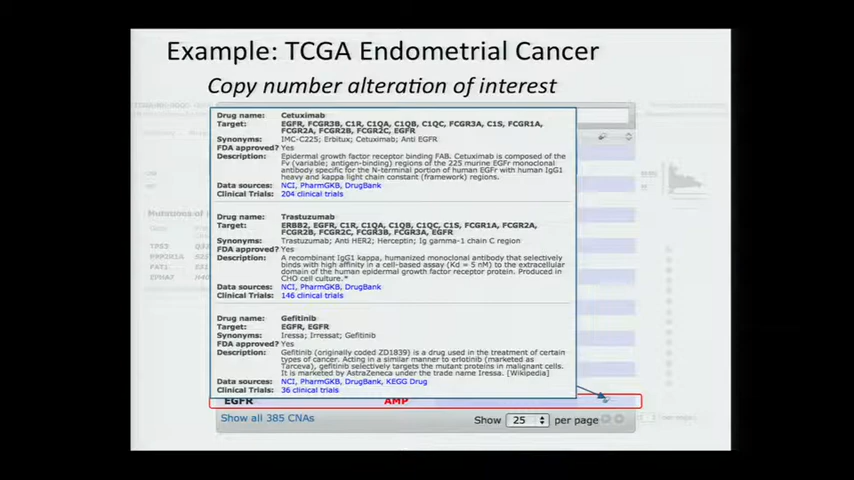 Example: TCGA Endometrial Cancer
Copy number alteration of interest
Drug name: Cetuximab
Target: EGFR, FCGR3B, C1R, C1QA, C1QB, C1QC, FCGR3A, C1S, FCGR1A,
FCGR2A, FCGR2B, FCGR2C, EGFR
Synonyms: IMC-C225; Erbitux; Cetuximab; Anti EGFR
FDA approved? Yes
Description: Epidermal growth factor receptor binding FAB. Cetuximab is composed of the
Fv (variable; antigen-binding) regions of the 225 murine EGFR monoclonal
antibody specific for the N-terminal portion of human EGFR with human IgG1
heavy and kappa light chain constant (framework) regions.
Data sources: NCI, PharmGKB, DrugBank
Clinical Trials: 204 clinical trials
Drug name: Trastuzumab
Target: ERBB2, EGFR, C1R, C1QA, C1QB, C1QC, C1S, FCGR1A, FCGR2A,
FCGR2B, FCGR2C, FCGR3B, FCGR3A, EGFR
Synonyms: Trastuzumab; Anti HER2; Herceptin; Ig gamma-1 chain C region
FDA approved? Yes
Description: A recombinant IgG1 kappa, humanized monoclonal antibody that selectively
binds with high affinity in a cell-based assay (Kd = 5 nM) to the extracellular
domain of the human epidermal growth factor receptor protein. Produced in
CHO cell culture.*
Data sources: NCI, PharmGKB, DrugBank
Clinical Trials: 146 clinical trials
Drug name: Gefitinib
Target: EGFR, EGFR
Synonyms: Iressa; Irressat; Gefitinib
FDA approved? Yes
Description: Gefitinib (originally coded ZD1839) is a drug used in the treatment of certain
types of cancer. Acting in a similar manner to erlotinib (marketed as
Tarceva), gefitinib selectively targets the mutant proteins in malignant cells.
It is marketed by AstraZeneca under the trade name Iressa. [Wikipedia]
Data sources: NCI, PharmGKB, DrugBank, KEGG Drug
Clinical Trials: 36 clinical trials
EGFR AMP
Show all 385 CNAs Show 25 per page
Mutations of
TP53
PPP2R1A
FAT1